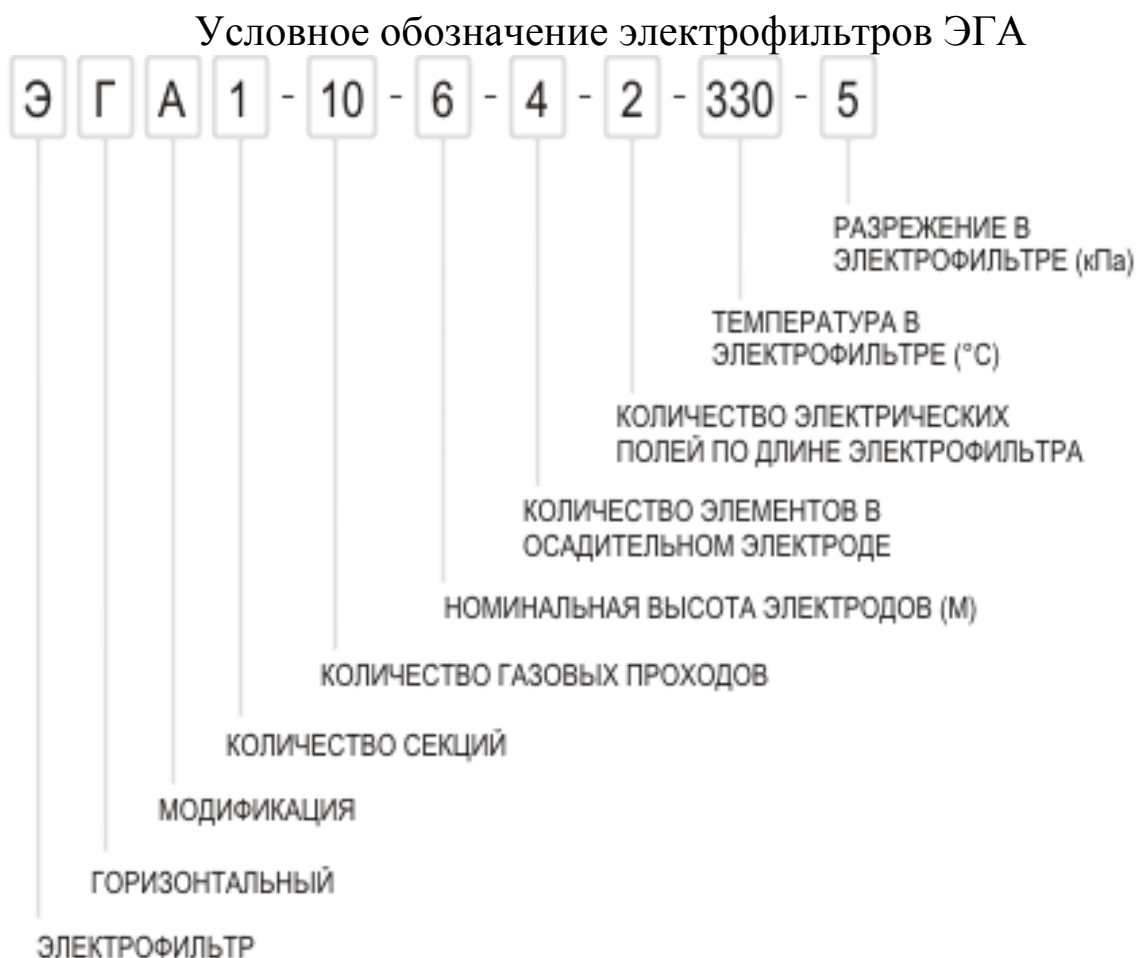 Условное обозначение электрофильтров ЭГА
Э Г А 1 - 10 - 6 - 4 - 2 - 330 - 5
РАЗРЕЖЕНИЕ В
ЭЛЕКТРОФИЛЬТРЕ (кПа)
ТЕМПЕРАТУРА В
ЭЛЕКТРОФИЛЬТРЕ (°C)
КОЛИЧЕСТВО ЭЛЕКТРИЧЕСКИХ
ПОЛЕЙ ПО ДЛИНЕ ЭЛЕКТРОФИЛЬТРА
КОЛИЧЕСТВО ЭЛЕМЕНТОВ В
ОСАДИТЕЛЬНОМ ЭЛЕКТРОДЕ
НОМИНАЛЬНАЯ ВЫСОТА ЭЛЕКТРОДОВ (М)
КОЛИЧЕСТВО ГАЗОВЫХ ПРОХОДОВ
КОЛИЧЕСТВО СЕКЦИЙ
МОДИФИКАЦИЯ
ГОРИЗОНТАЛЬНЫЙ
ЭЛЕКТРОФИЛЬТР